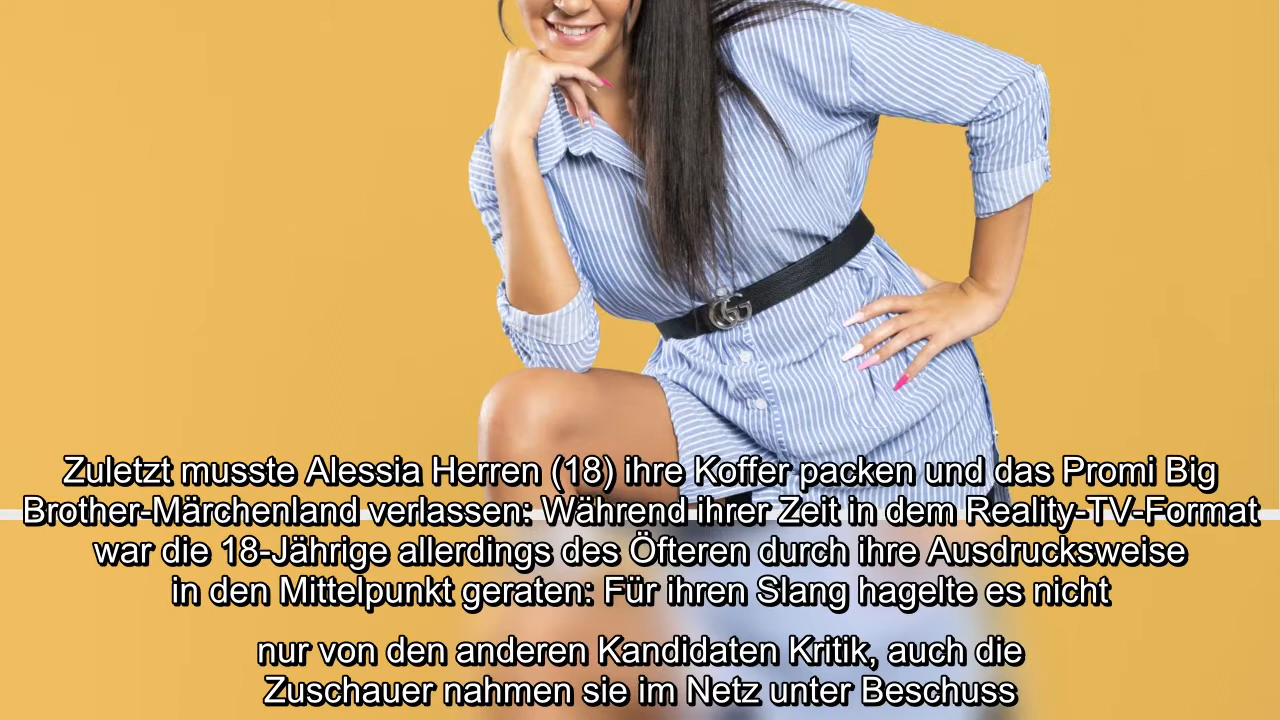 Zuletzt musste Alessia Herren (18) ihre Koffer packen und das Promi Big
Brother-Märchenland verlassen: Während ihrer Zeit in dem Reality-TV-Format
war die 18-Jährige allerdings des Öfteren durch ihre Ausdrucksweise
in den Mittelpunkt geraten: Für ihren Slang hagelte es nicht
nur von den anderen Kandidaten Kritik, auch die
Zuschauer nahmen sie im Netz unter Beschuss